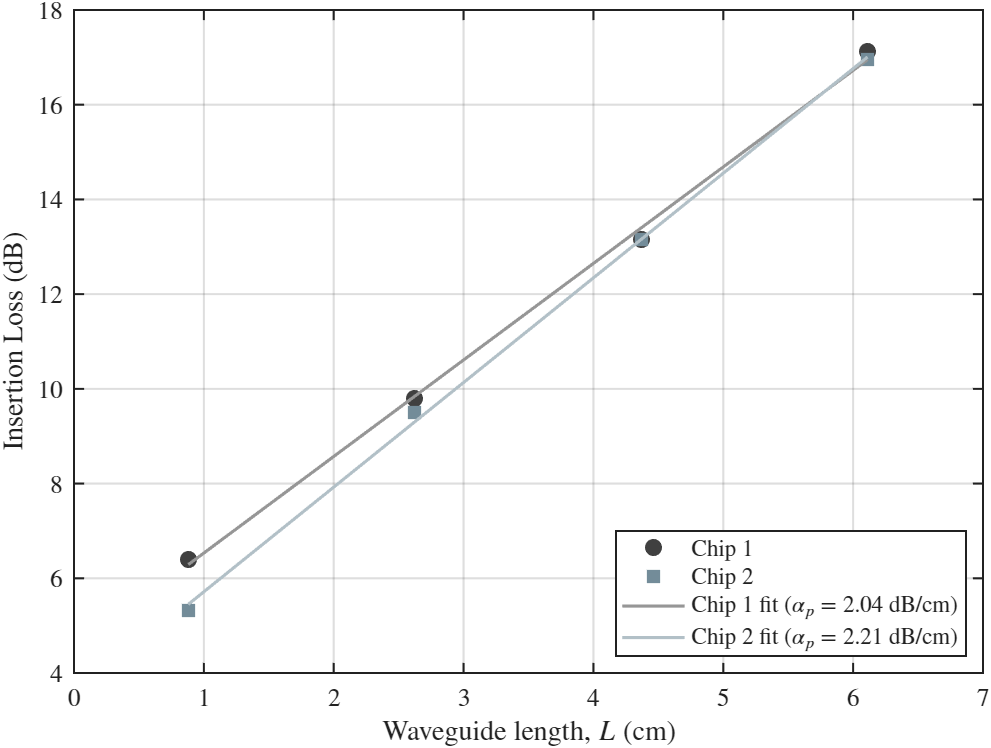 18
16
14
12
10
8
6
4
0 1 2 3 4 5 6 7
Insertion Loss (dB)
Waveguide length, L (cm)
Chip 1
Chip 2
Chip 1 fit (αp = 2.04 dB/cm)
Chip 2 fit (αp = 2.21 dB/cm)